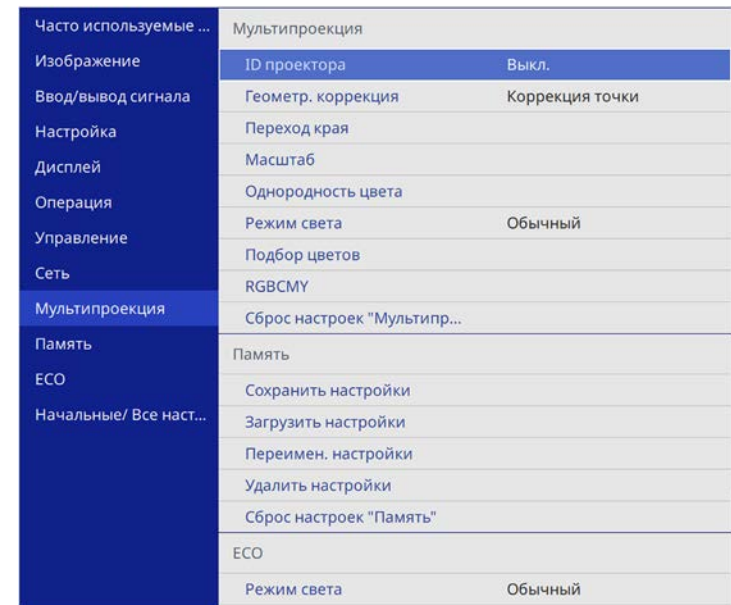 Часто используемые ...
Изображение
Ввод/вывод сигнала
Настройка
Дисплей
Операция
Управление
Сеть
Мультипроекция
Память
ECO
Начальные/ Все наст...
Мультипроекция
ID проектора Выкл.
Геометр. коррекция Коррекция точки
Переход края
Масштаб
Однородность цвета
Режим света Обычный
Подбор цветов
RGBCMY
Сброс настроек "Мультипр...
Память
Сохранить настройки
Загрузить настройки
Переимен. настройки
Удалить настройки
Сброс настроек "Память"
ECO
Режим света Обычный